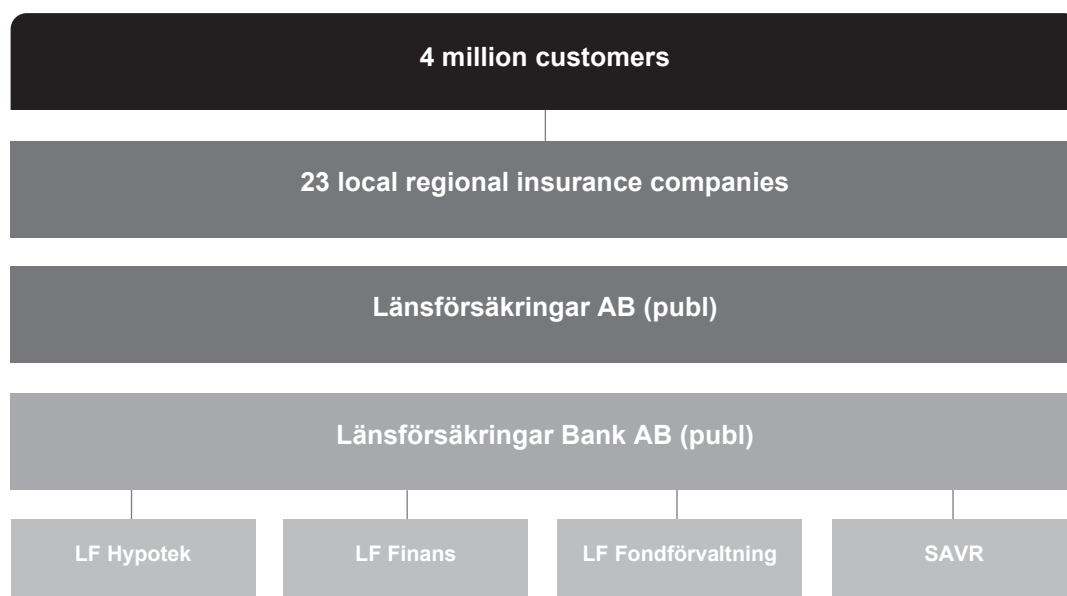 4 million customers
23 local regional insurance companies
Länsförsäkringar AB (publ)
Länsförsäkringar Bank AB (publ)
LF Hypotek
LF Finans
LF Fondförvaltning
SAVR